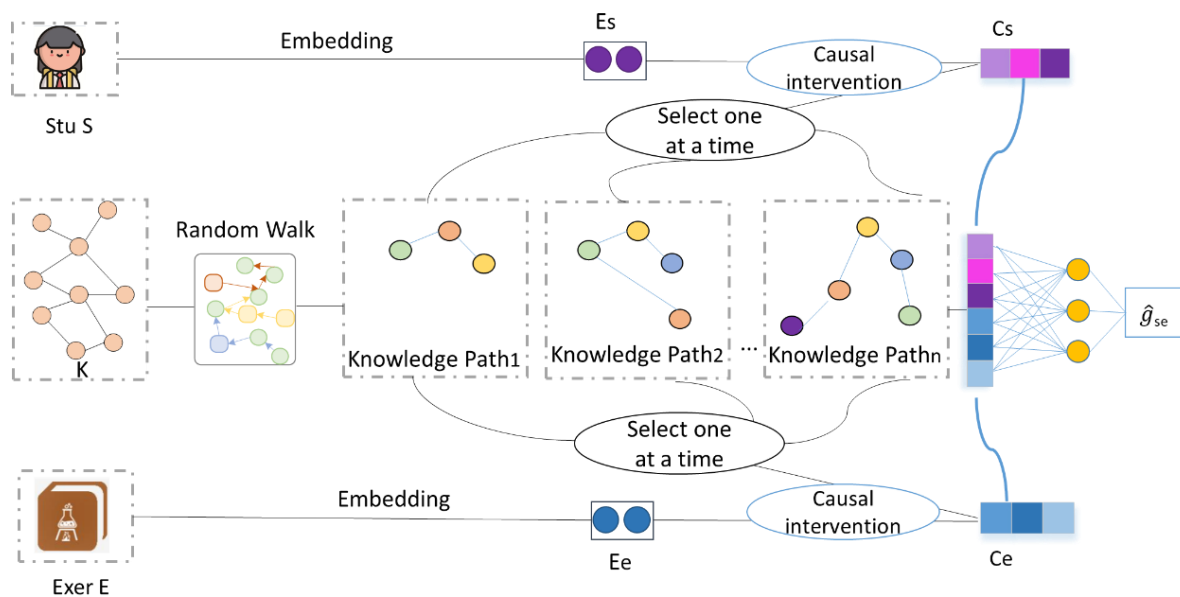 Embedding
Es
Causal
intervention
Cs
Stu S
Select one
at a time
Random Walk
K
Knowledge Path1
Knowledge Path2
...
Knowledge Pathn
ĝse
Select one
at a time
Embedding
Ee
Causal
intervention
Ce
Exer E